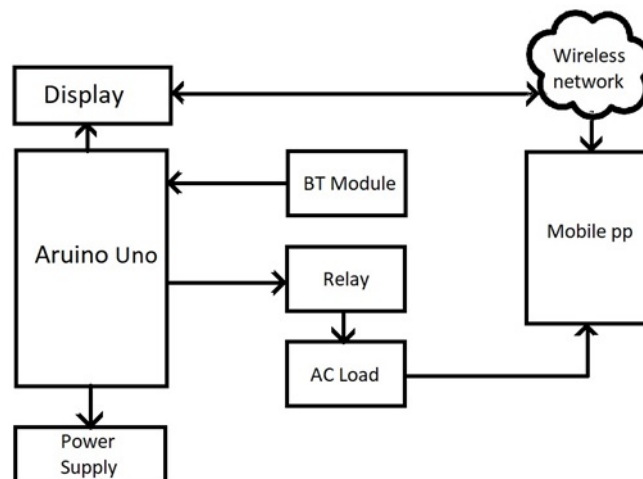 Wireless
network
Display
BT Module
Mobile pp
Aruino Uno
Relay
AC Load
Power
Supply